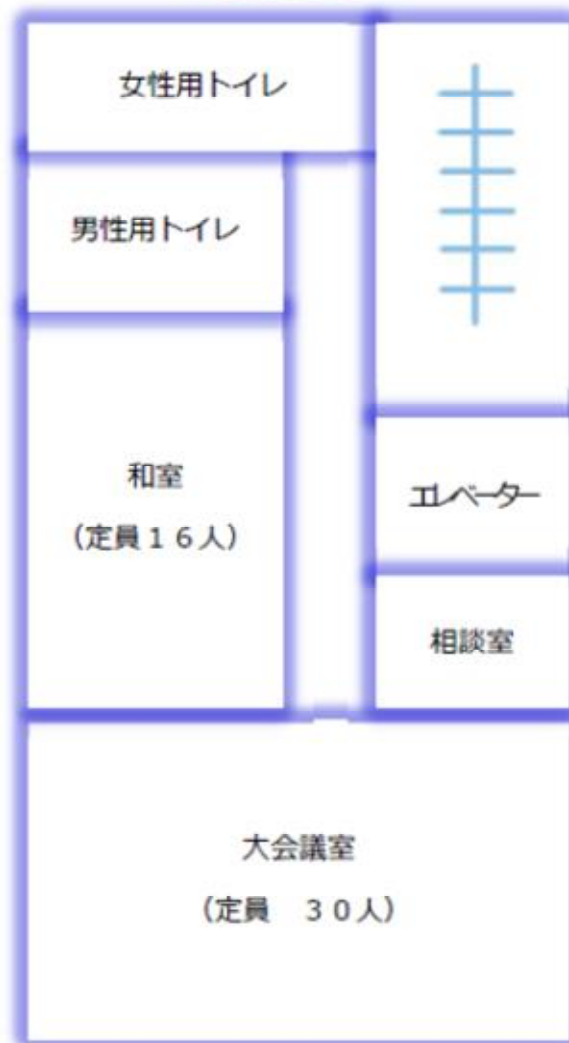 女性用トイレ
男性用トイレ
和室
（定員１６人）
エレベーター
相談室
大会議室
（定員　３０人）